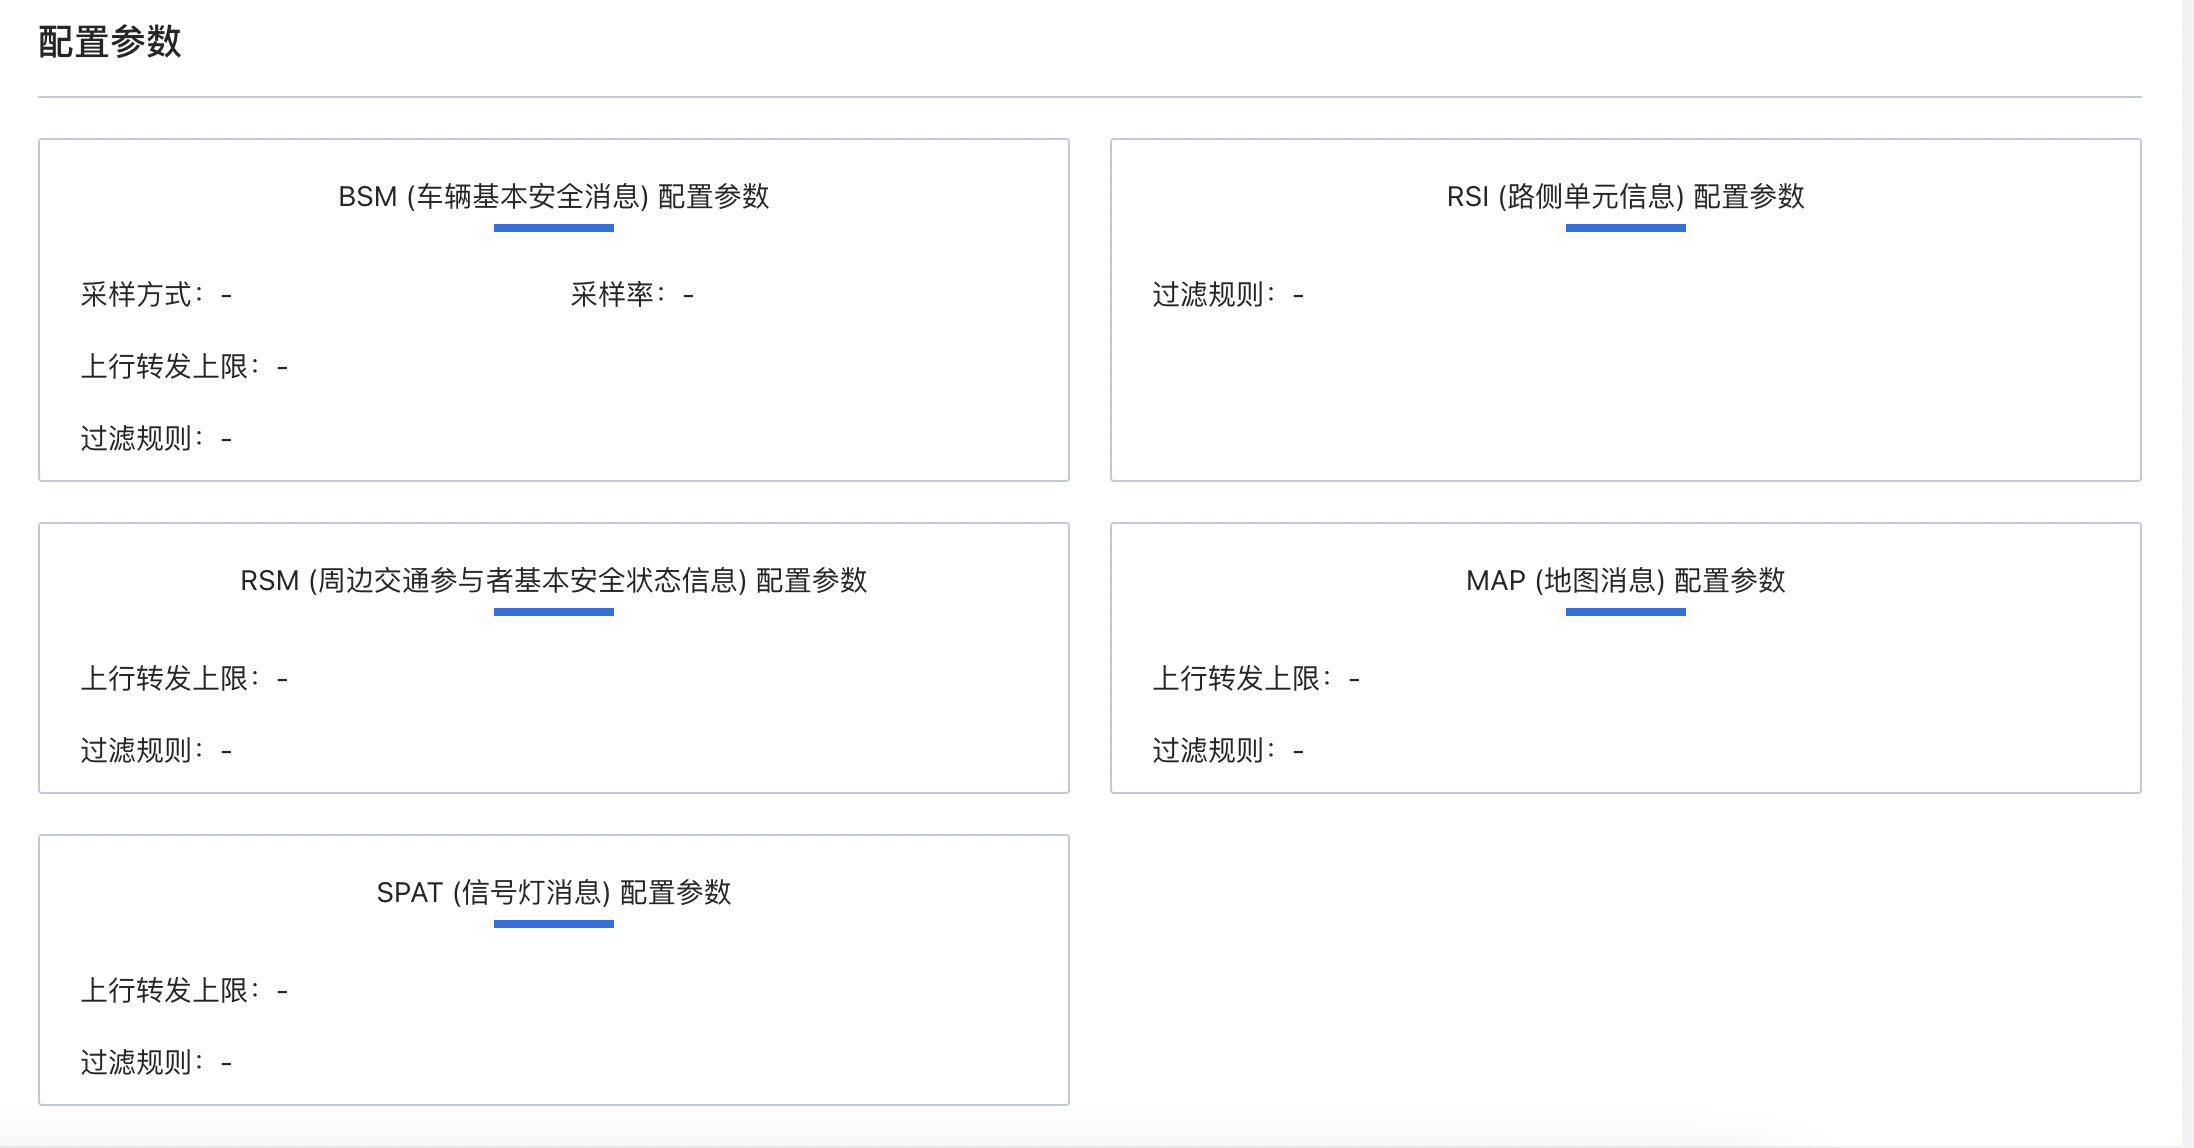 配置参数
BSM (车辆基本安全消息) 配置参数
采样方式： -
采样率： -
上行转发上限： -
过滤规则： -
RSI (路侧单元信息) 配置参数
过滤规则： -
RSM (周边交通参与者基本安全状态信息) 配置参数
上行转发上限： -
过滤规则： -
MAP (地图消息) 配置参数
上行转发上限： -
过滤规则： -
SPAT (信号灯消息) 配置参数
上行转发上限： -
过滤规则： -